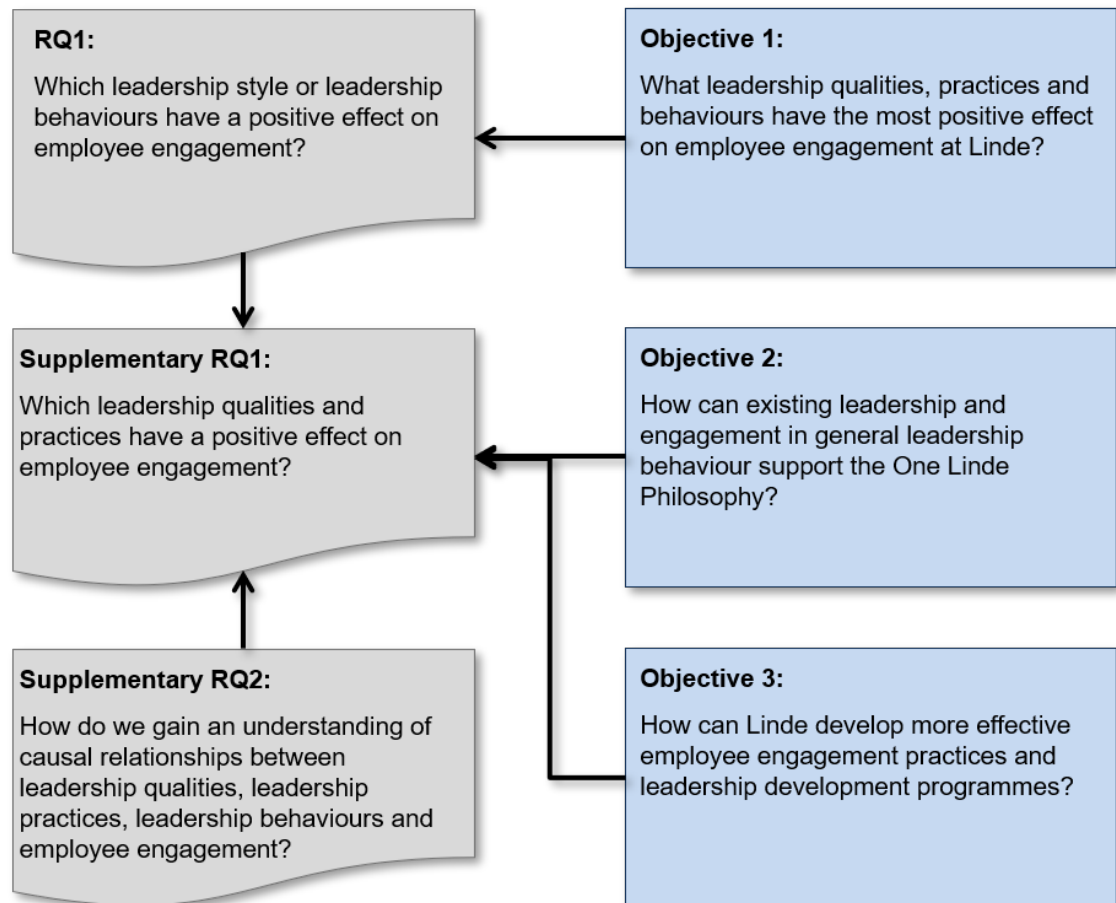 RQ1:
Which leadership style or leadership
behaviours have a positive effect on
employee engagement?
Objective 1:
What leadership qualities, practices and
behaviours have the most positive effect
on employee engagement at Linde?
Supplementary RQ1:
Which leadership qualities and
practices have a positive effect on
employee engagement?
Objective 2:
How can existing leadership and
engagement in general leadership
behaviour support the One Linde
Philosophy?
Supplementary RQ2:
How do we gain an understanding of
causal relationships between
leadership qualities, leadership
practices, leadership behaviours and
employee engagement?
Objective 3:
How can Linde develop more effective
employee engagement practices and
leadership development programmes?